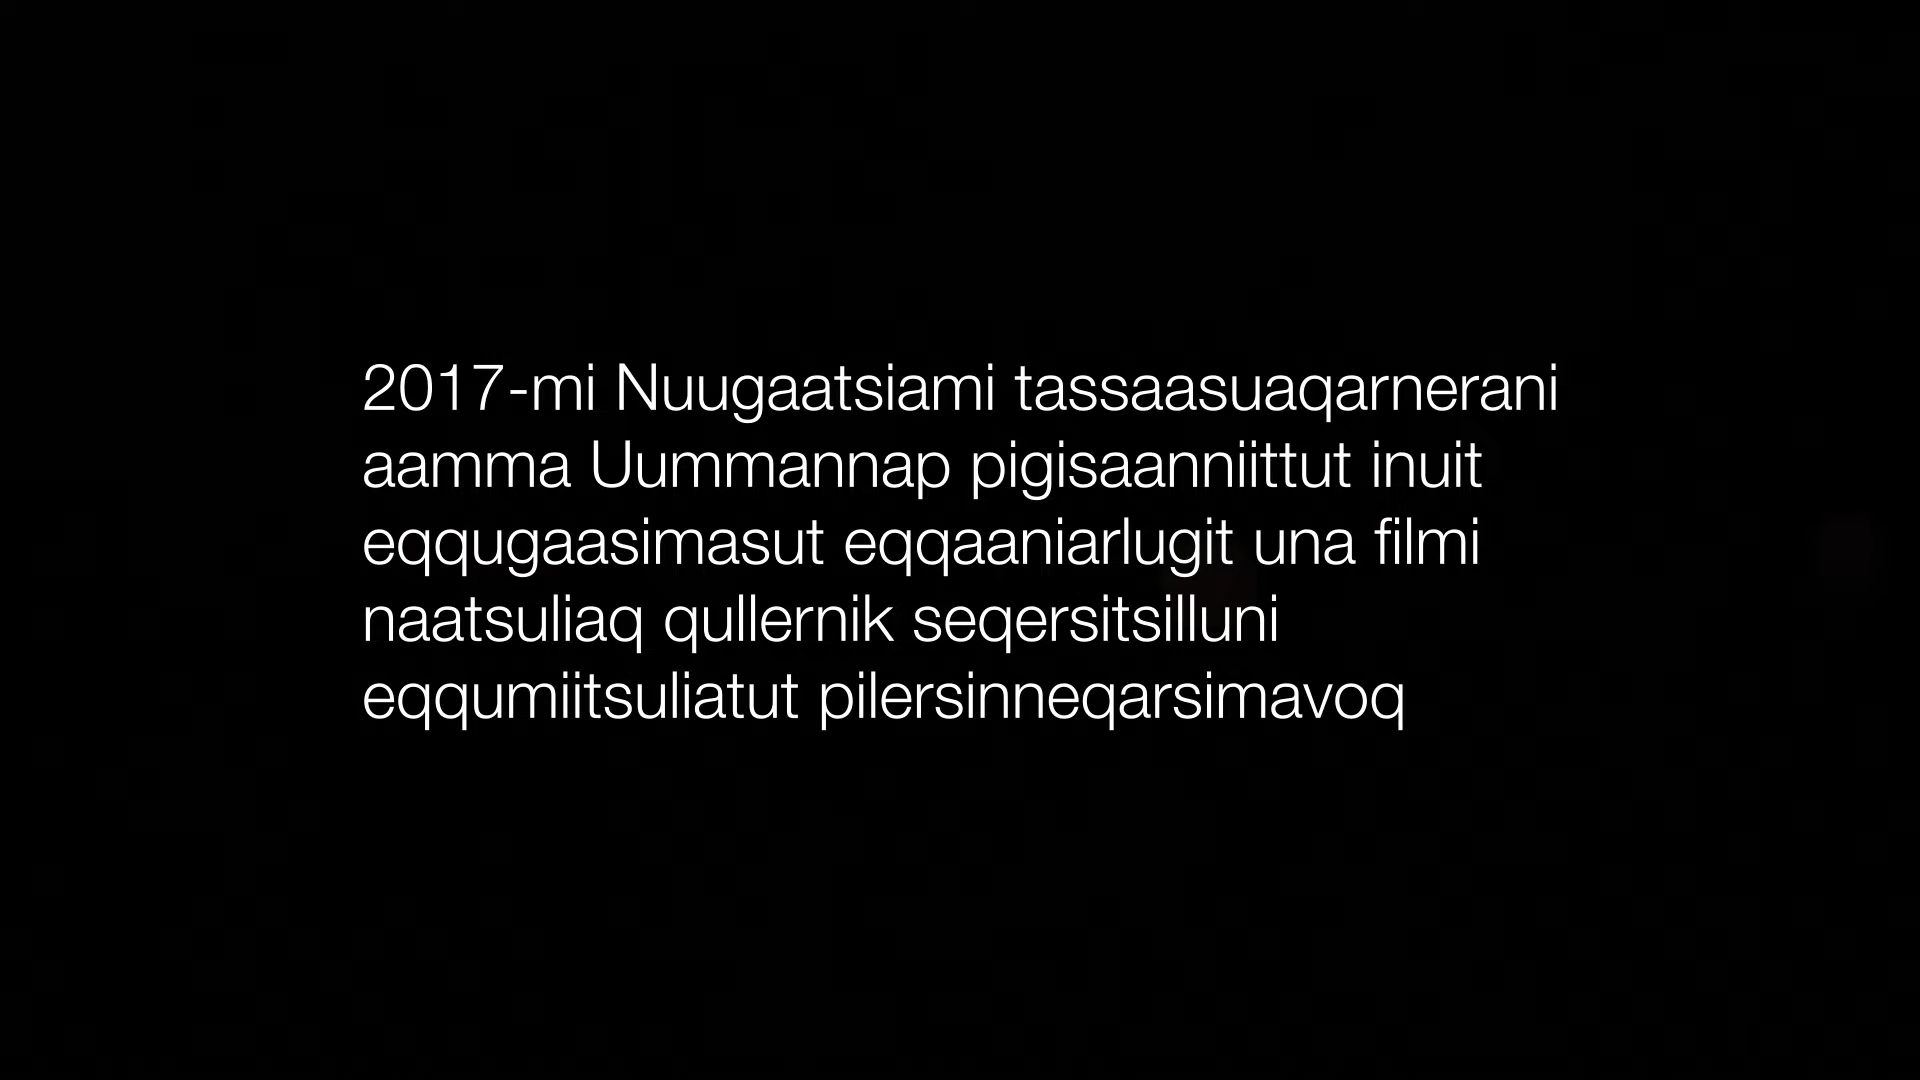 2017-mi Nuugaatsiami tassaasuaqarnerani
aamma Uummannap pigisaanniittut inuit
eqqugaasimasut eqqaaniarlugit una filmi
naatsuliaq qullernik seqersitsilluni
eqqumiitsuliatut pilersinneqarsimavoq